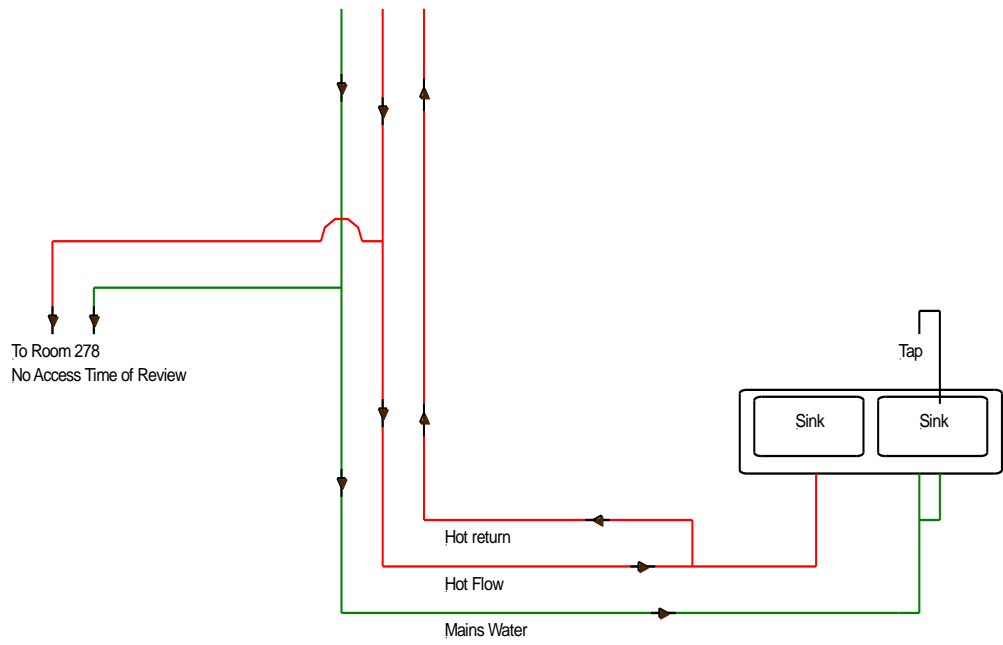 To Room 278
No Access Time of Review
Tap
Sink
Sink
Hot return
Hot Flow
Mains Water